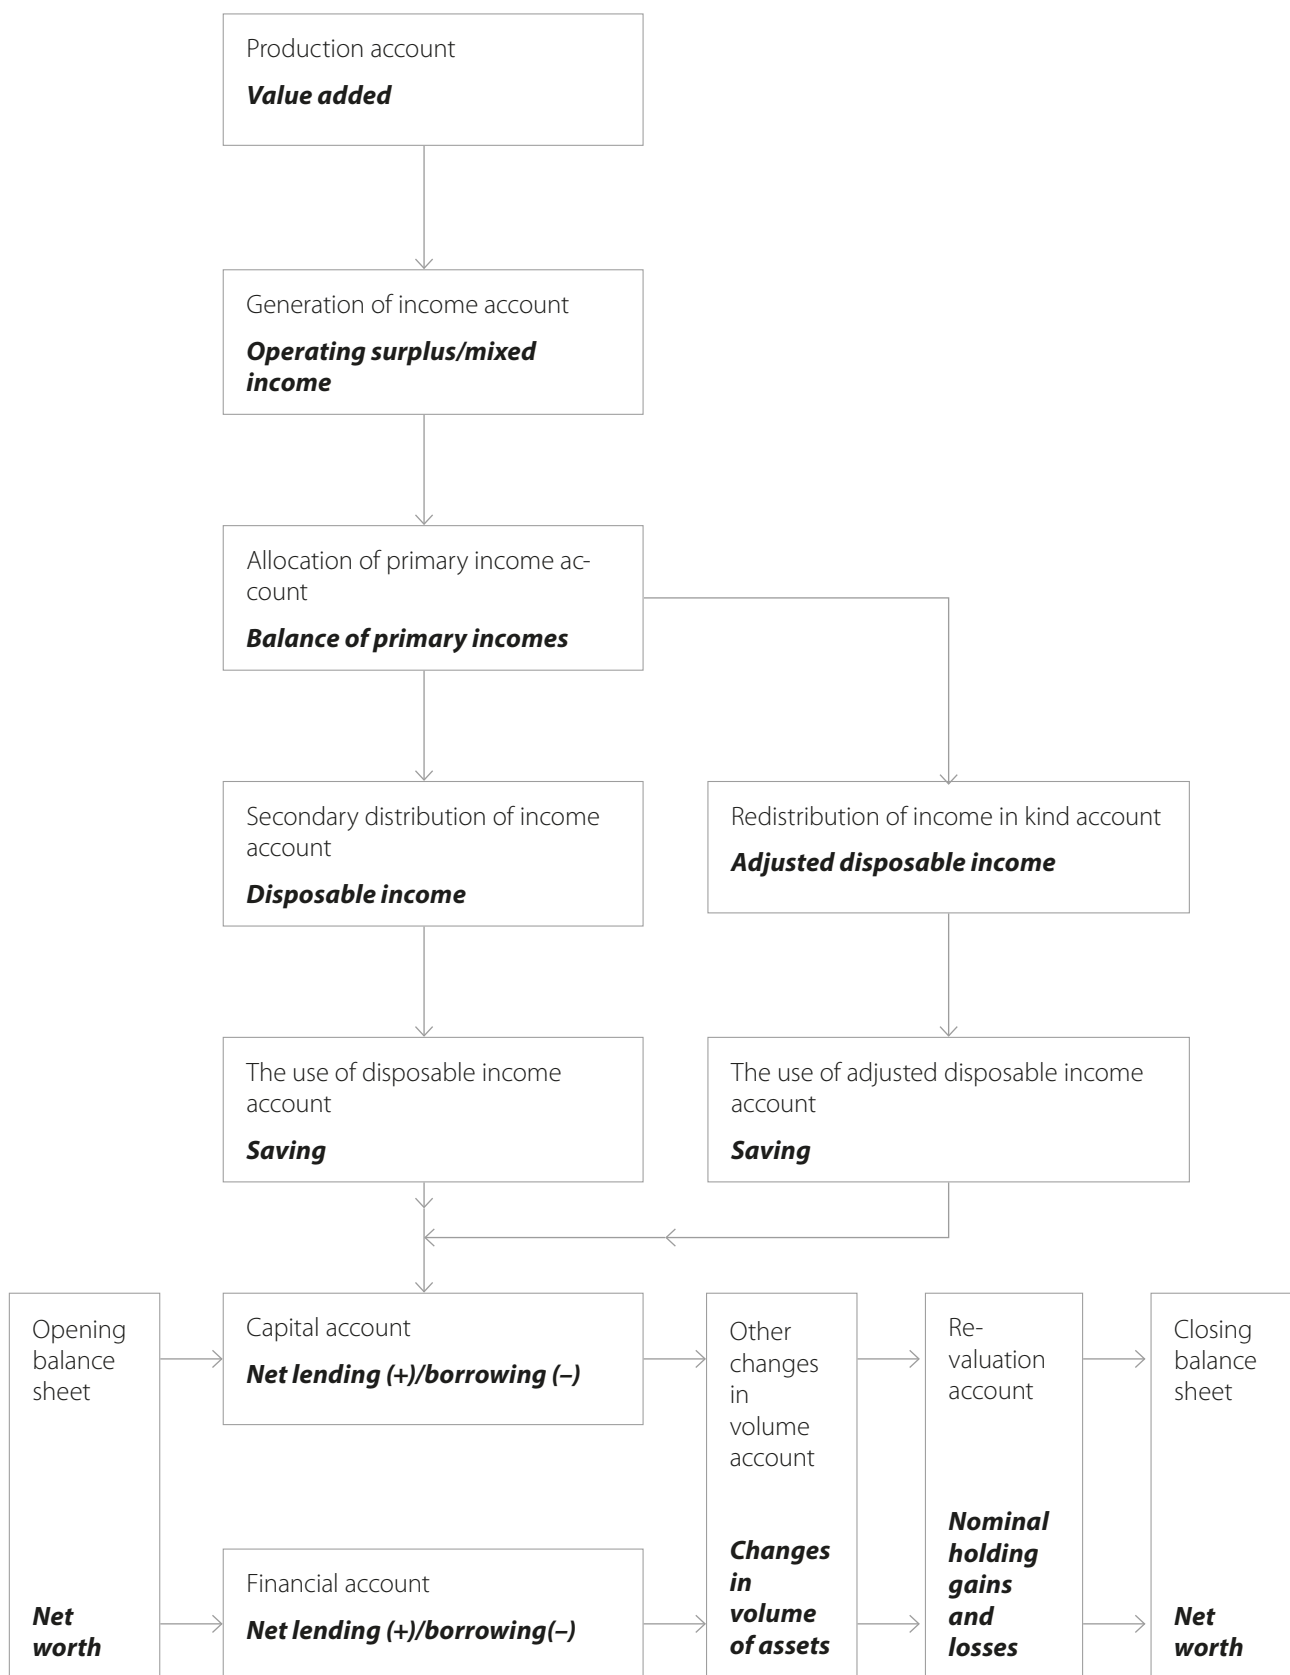 Production account
Value added
Generation of income account
Operating surplus/mixed
income
Allocation of primary income ac-
count
Balance of primary incomes
Secondary distribution of income
account
Disposable income
Redistribution of income in kind account
Adjusted disposable income
The use of disposable income
account
Saving
The use of adjusted disposable income
account
Saving
Opening
balance
sheet
Net
worth
Capital account
Net lending (+)/borrowing (–)
Financial account
Net lending (+)/borrowing(–)
Other
changes
in
volume
account
Changes
in
volume
of assets
Re-
valuation
account
Nominal
holding
gains
and
losses
Closing
balance
sheet
Net
worth